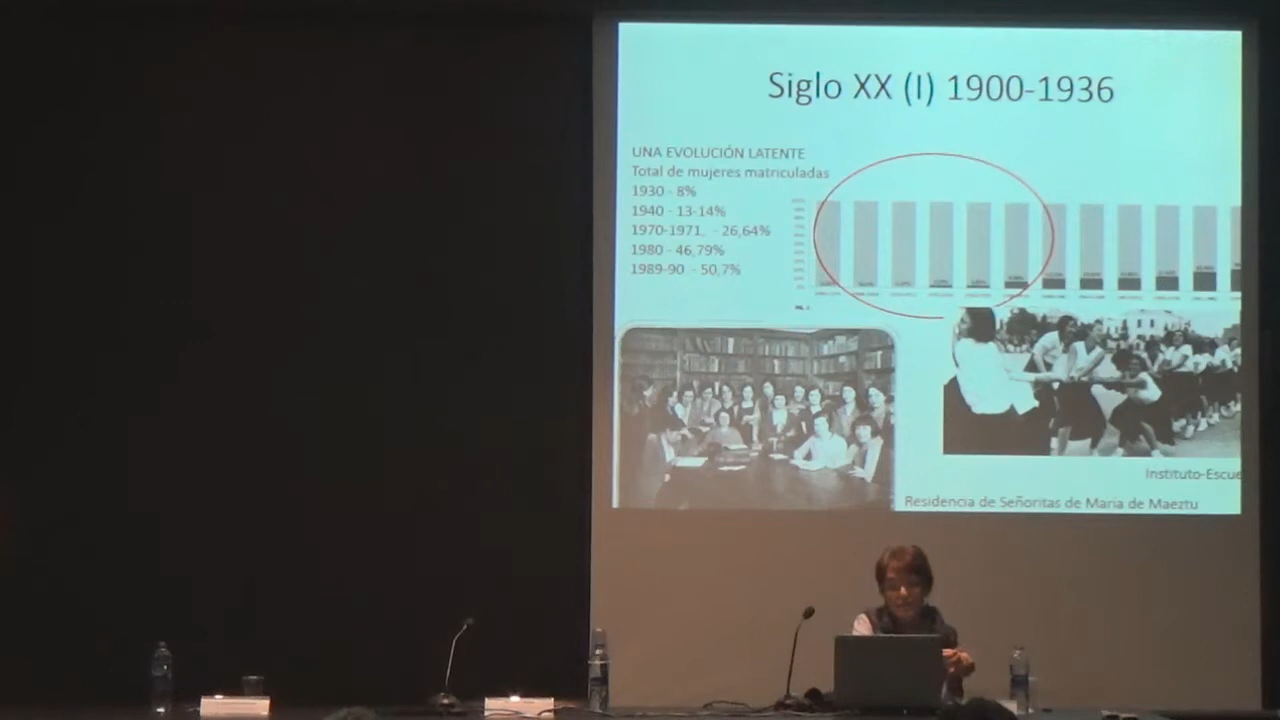 Siglo XX (I) 1900-1936
UNA EVOLUCIÓN LATENTE
Total de mujeres matriculadas
1930 - 8%
1940 - 13-14%
1970-1971. - 26,64%
1980 - 46,79%
1989-90 - 50,7%
Instituto-Escue
Residencia de Señoritas de Maria de Maeztu